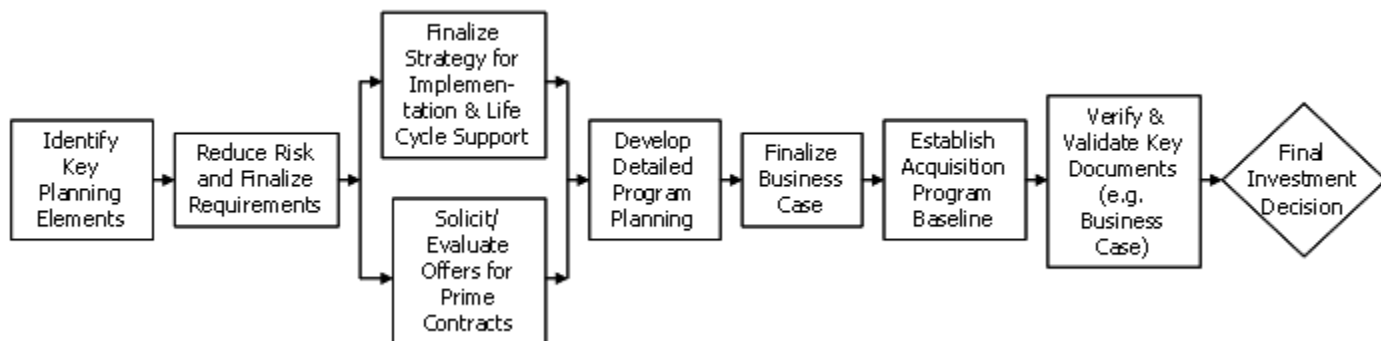 Identify
Key
Planning
Elements
Reduce Risk
and Finalize
Requirements
Finalize
Strategy for
Implemen-
tation & Life
Cycle Support
Solicit/
Evaluate
Offers for
Prime
Contracts
Develop
Detailed
Program
Planning
Finalize
Business
Case
Establish
Acquisition
Program
Baseline
Verify &
Validate Key
Documents
(e.g.
Business
Case)
Final
Investment
Decision